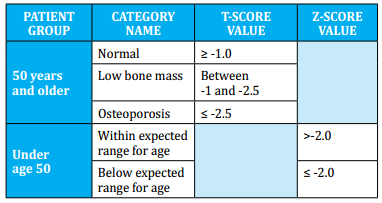 PATIENT GROUP CATEGORY NAME T-SCORE VALUE Z-SCORE VALUE
50 years and older
Normal ≥ -1.0
Low bone mass Between -1 and -2.5
Osteoporosis ≤ -2.5
Under age 50
Within expected range for age >-2.0
Below expected range for age ≤ -2.0